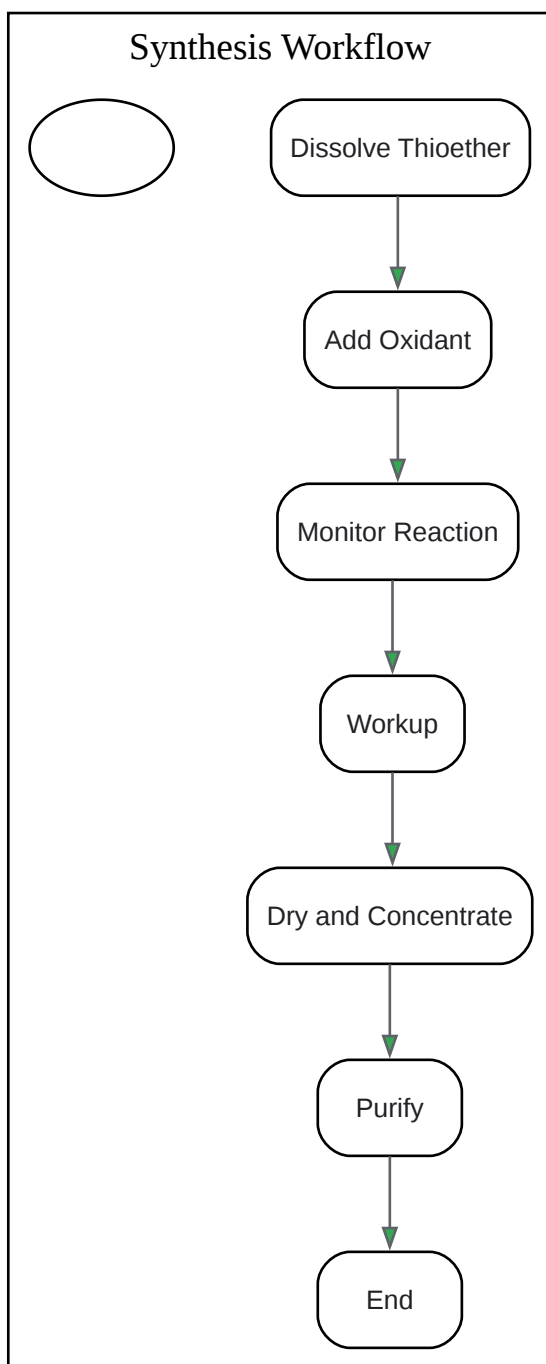 Synthesis Workflow
Dissolve Thioether
Add Oxidant
Monitor Reaction
Workup
Dry and Concentrate
Purify
End